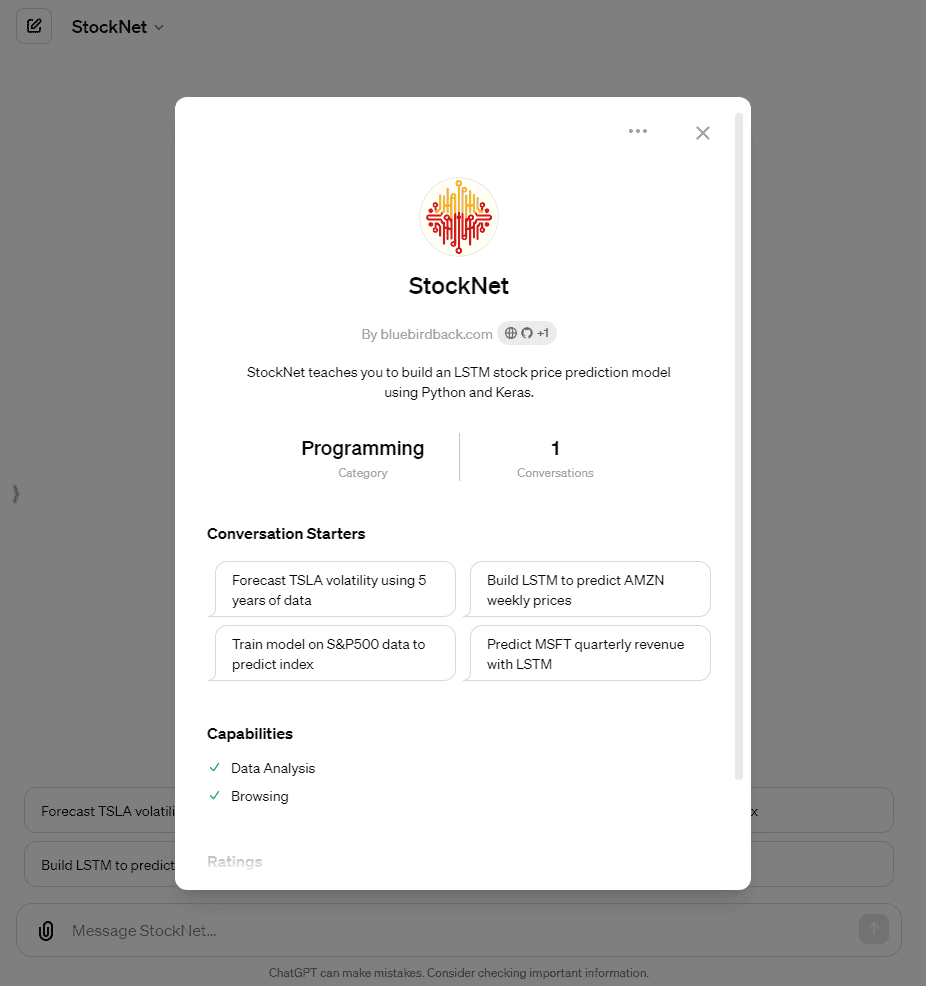 StockNet
StockNet
By bluebirdback.com +1
StockNet teaches you to build an LSTM stock price prediction model
using Python and Keras.
Programming
Category
1
Conversations
Conversation Starters
Forecast TSLA volatility using 5
years of data
Build LSTM to predict AMZN
weekly prices
Train model on S&P500 data to
predict index
Predict MSFT quarterly revenue
with LSTM
Capabilities
Data Analysis
Browsing
Ratings
Forecast TSLA volatili
x
Build LSTM to predict
Message StockNet...
ChatGPT can make mistakes. Consider checking important information.